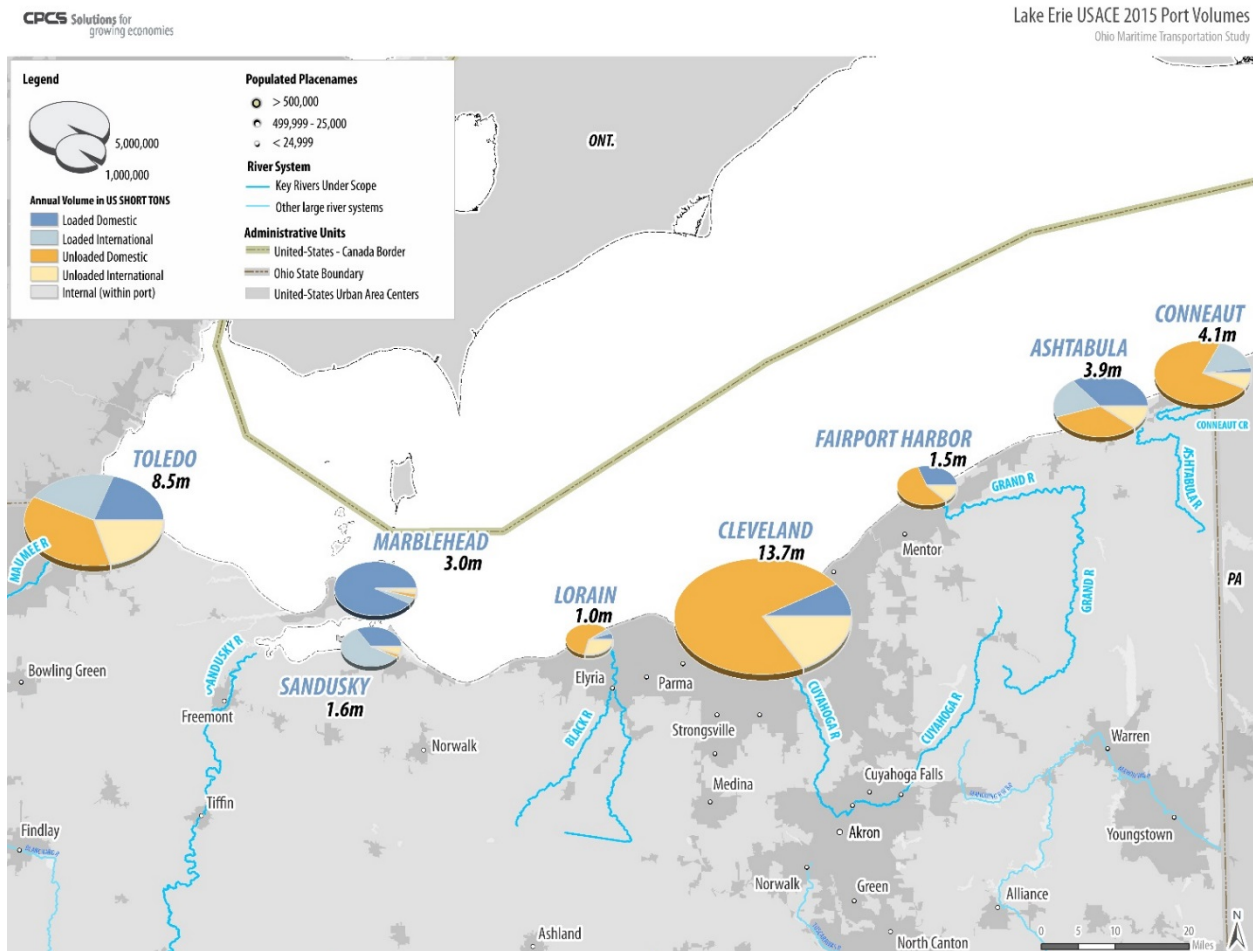 CPCS Solutions for
growing economies
Lake Erie USACE 2015 Port Volumes
Ohio Maritime Transportation Study
Legend
5,000,000
1,000,000
Annual Volume in US SHORT TONS
Loaded Domestic
Loaded International
Unloaded Domestic
Unloaded International
Internal (within port)
Populated Placenames
> 500,000
499,999 - 25,000
< 24,999
River System
Key Rivers Under Scope
Other large river systems
Administrative Units
United-States - Canada Border
Ohio State Boundary
United-States Urban Area Centers
ONT.
CONNEAUT
4.1m
ASHTABULA
3.9m
CONNEAUT CR
ASHTABULA R
FAIRPORT HARBOR
1.5m
GRAND R
GRAND R
TOLEDO
8.5m
MAUMEE R
MARBLEHEAD
3.0m
CLEVELAND
13.7m
Mentor
PA
LORAIN
1.0m
SANDUSKY R
SANDUSKY
1.6m
Bowling Green
Freemont
Elyria
Parma
BLACK R
Strongsville
CUYAHOGA R
CUYAHOGA R
Norwalk
Medina
Warren
Cuyahoga Falls
Tiffin
Akron
Youngstown
Findlay
Norwalk
Green
Alliance
Ashland
North Canton
0 5 10 20
Miles
N